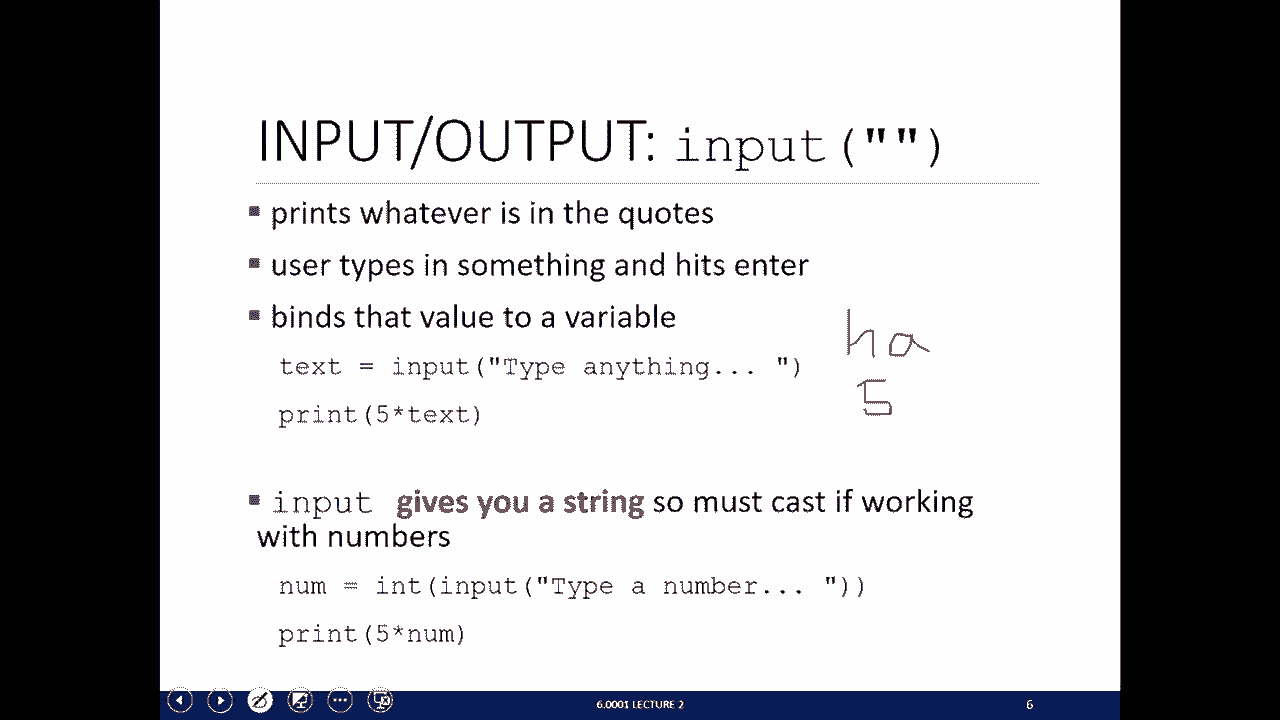 INPUT/OUTPUT: input("")
▪ prints whatever is in the quotes
▪ user types in something and hits enter
▪ binds that value to a variable
ha
text = input("Type anything... ")
5
print(5*text)
▪ input gives you a string so must cast if working
with numbers
num = int(input("Type a number... "))
print(5*num)
6.0001 LECTURE 2
6